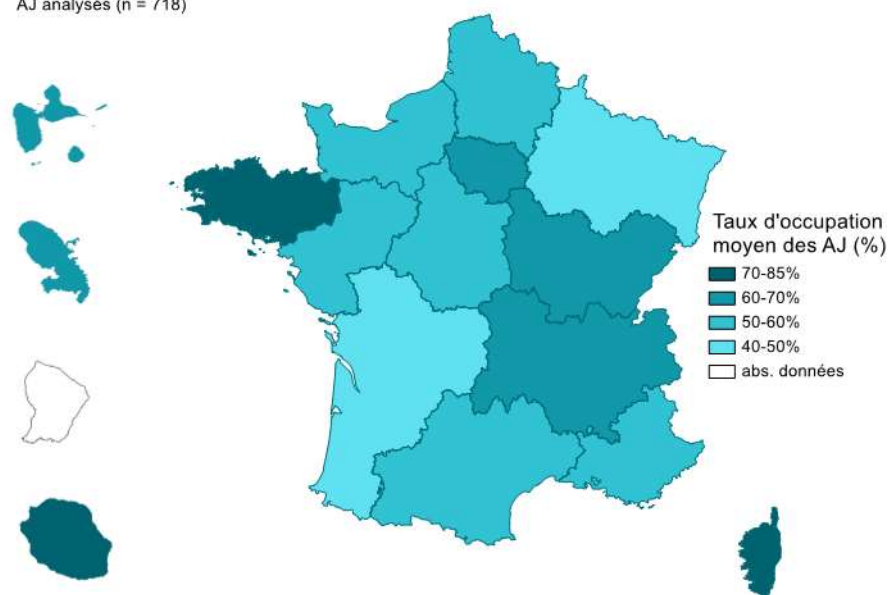 AJ analysés (n = 718)
Taux d'occupation
moyen des AJ (%)
70-85%
60-70%
50-60%
40-50%
abs. données